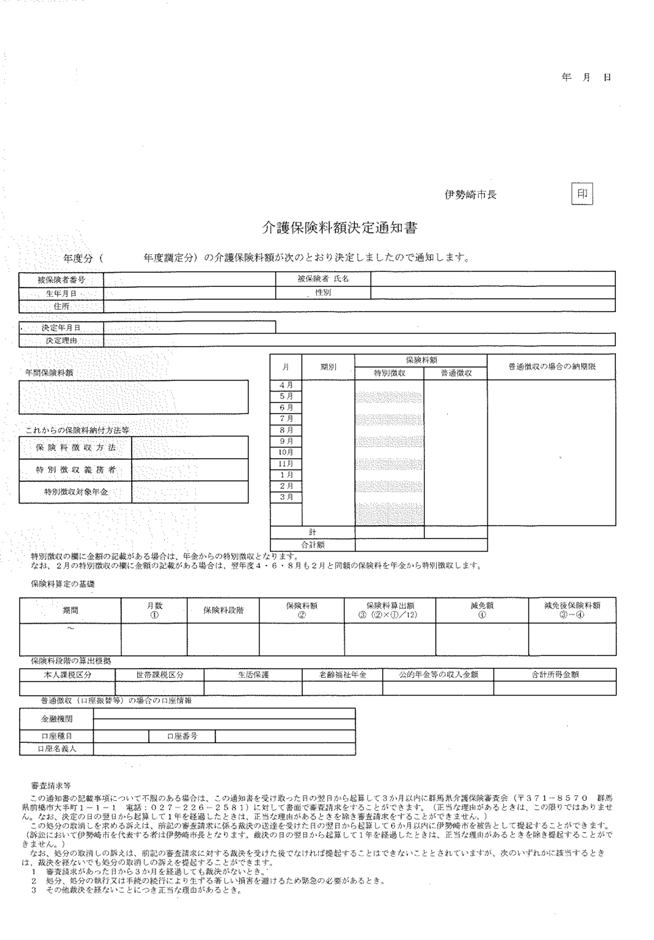 年 月 日
伊勢崎市長 印
介護保険料額決定通知書
年度分（ 年度調定分）の介護保険料額が次のとおり決定しましたので通知します。
被保険者番号 被保険者 氏名
生年月日 性別
住所
決定年月日
決定理由
年間保険料額
月 期別 保険料額 普通徴収の場合の納期限
特別徴収 普通徴収
4月
5月
6月
7月
8月
9月
10月
11月
1月
2月
3月
計
合計額
これからの保険料納付方法等
保険料徴収方法
特別徴収義務者
特別徴収対象年金
特別徴収の欄に金額の記載がある場合は、年金からの特別徴収となります。
なお、2月の特別徴収の欄に金額の記載がある場合は、翌年度4・6・8月も2月と同額の保険料を年金から特別徴収します。
保険料算定の基礎
期間 月数① 保険料段階 保険料額② 保険料算出額③（②×①/12） 減免額④ 減免後保険料額③－④
～
保険料段階の算出根拠
本人課税区分 世帯課税区分 生活保護 老齢福祉年金 公的年金等の収入金額 合計所得金額
普通徴収（口座振替等）の場合の口座情報
金融機関
口座種目 口座番号
口座名義人
審査請求等
この通知書の記載事項について不服のある場合は、この通知書を受け取った日の翌日から起算して3か月以内に群馬県介護保険審査会（〒371－8570 群馬
県前橋市大手町1－1－1 電話：027－226－2581）に対して書面で審査請求をすることができます。（正当な理由があるときは、この限りではありませ
ん。なお、決定の日の翌日から起算して1年を経過したときは、正当な理由があるときを除き審査請求をすることができません。）
この処分の取消しを求める訴えは、前記の審査請求に係る裁決の送達を受けた日の翌日から起算して6か月以内に伊勢崎市を被告として提起することができます。
（訴訟において伊勢崎市を代表する者は伊勢崎市長となります。裁決の日の翌日から起算して1年を経過したときは、正当な理由があるときを除き提起することがで
きません。）
なお、処分の取消しの訴えは、前記の審査請求に対する裁決を受けた後でなければ提起することはできないこととされていますが、次のいずれかに該当するとき
は、裁決を経ないでも処分の取消しの訴えを提起することができます。
1 審査請求があった日から3か月を経過しても裁決がないとき。
2 処分、処分の執行又は手続の続行により生ずる著しい損害を避けるため緊急の必要があるとき。
3 その他裁決を経ないことにつき正当な理由があるとき。